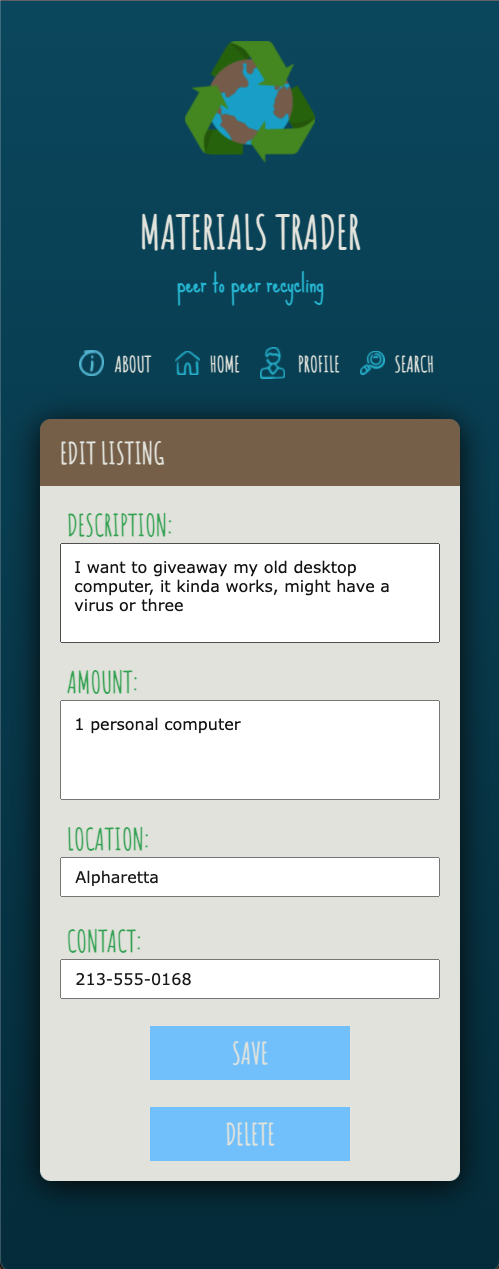 MATERIALS TRADER
peer to peer recycling
ABOUT HOME PROFILE SEARCH
EDIT LISTING
DESCRIPTION:
I want to giveaway my old desktop
computer, it kinda works, might have a
virus or three
AMOUNT:
1 personal computer
LOCATION:
Alpharetta
CONTACT:
213-555-0168
SAVE
DELETE